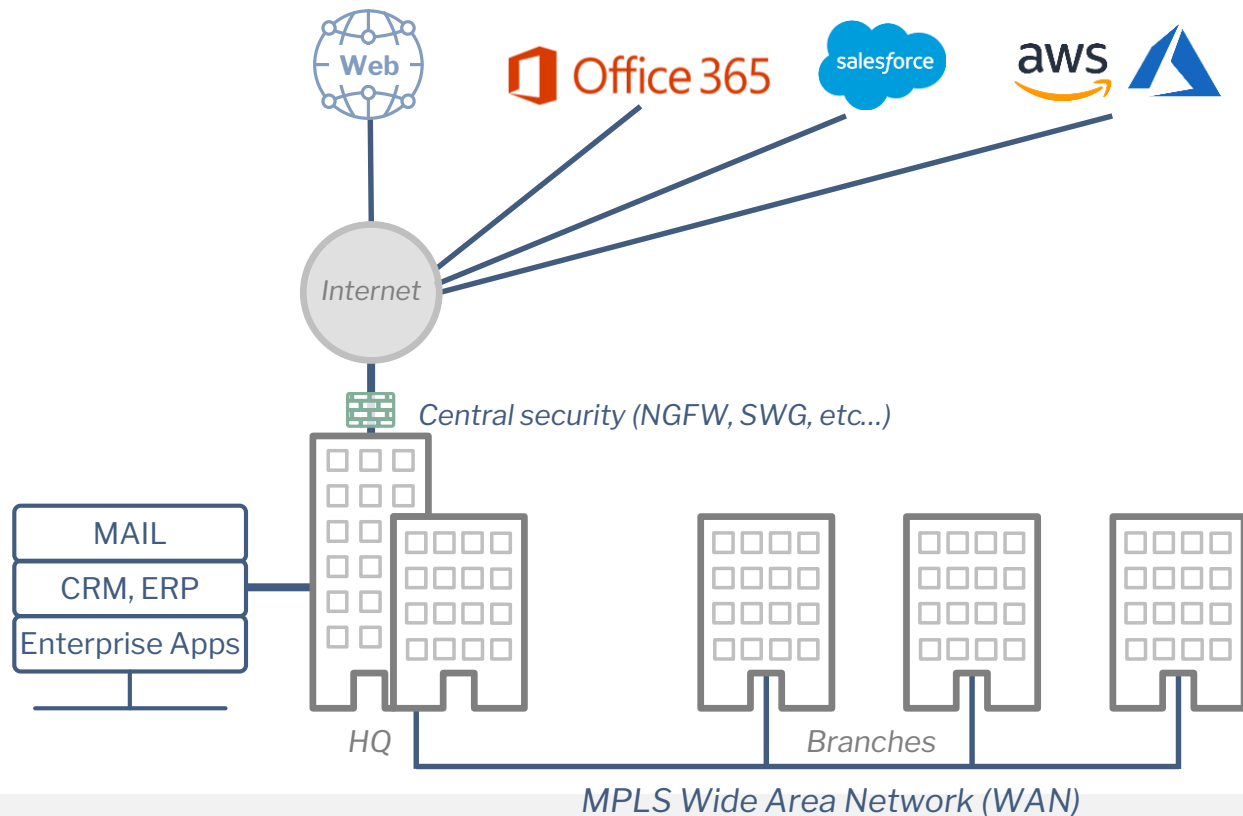 Web
Office 365
salesforce
aws
Internet
Central security (NGFW, SWG, etc...)
MAIL
CRM, ERP
Enterprise Apps
HQ
Branches
MPLS Wide Area Network (WAN)